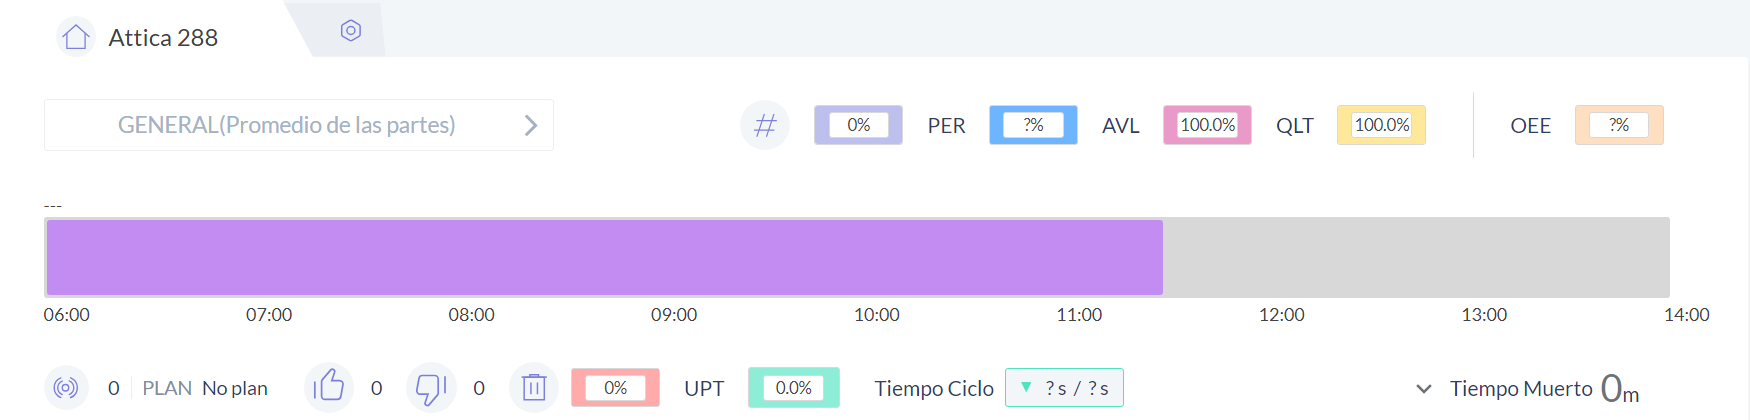 Attica 288
GENERAL(Promedio de las partes)
# 0% PER ?% AVL 100.0% QLT 100.0% OEE ?%
---
06:00 07:00 08:00 09:00 10:00 11:00 12:00 13:00 14:00
0 PLAN No plan 0 0 0% UPT 0.0% Tiempo Ciclo ? s / ? s Tiempo Muerto 0m